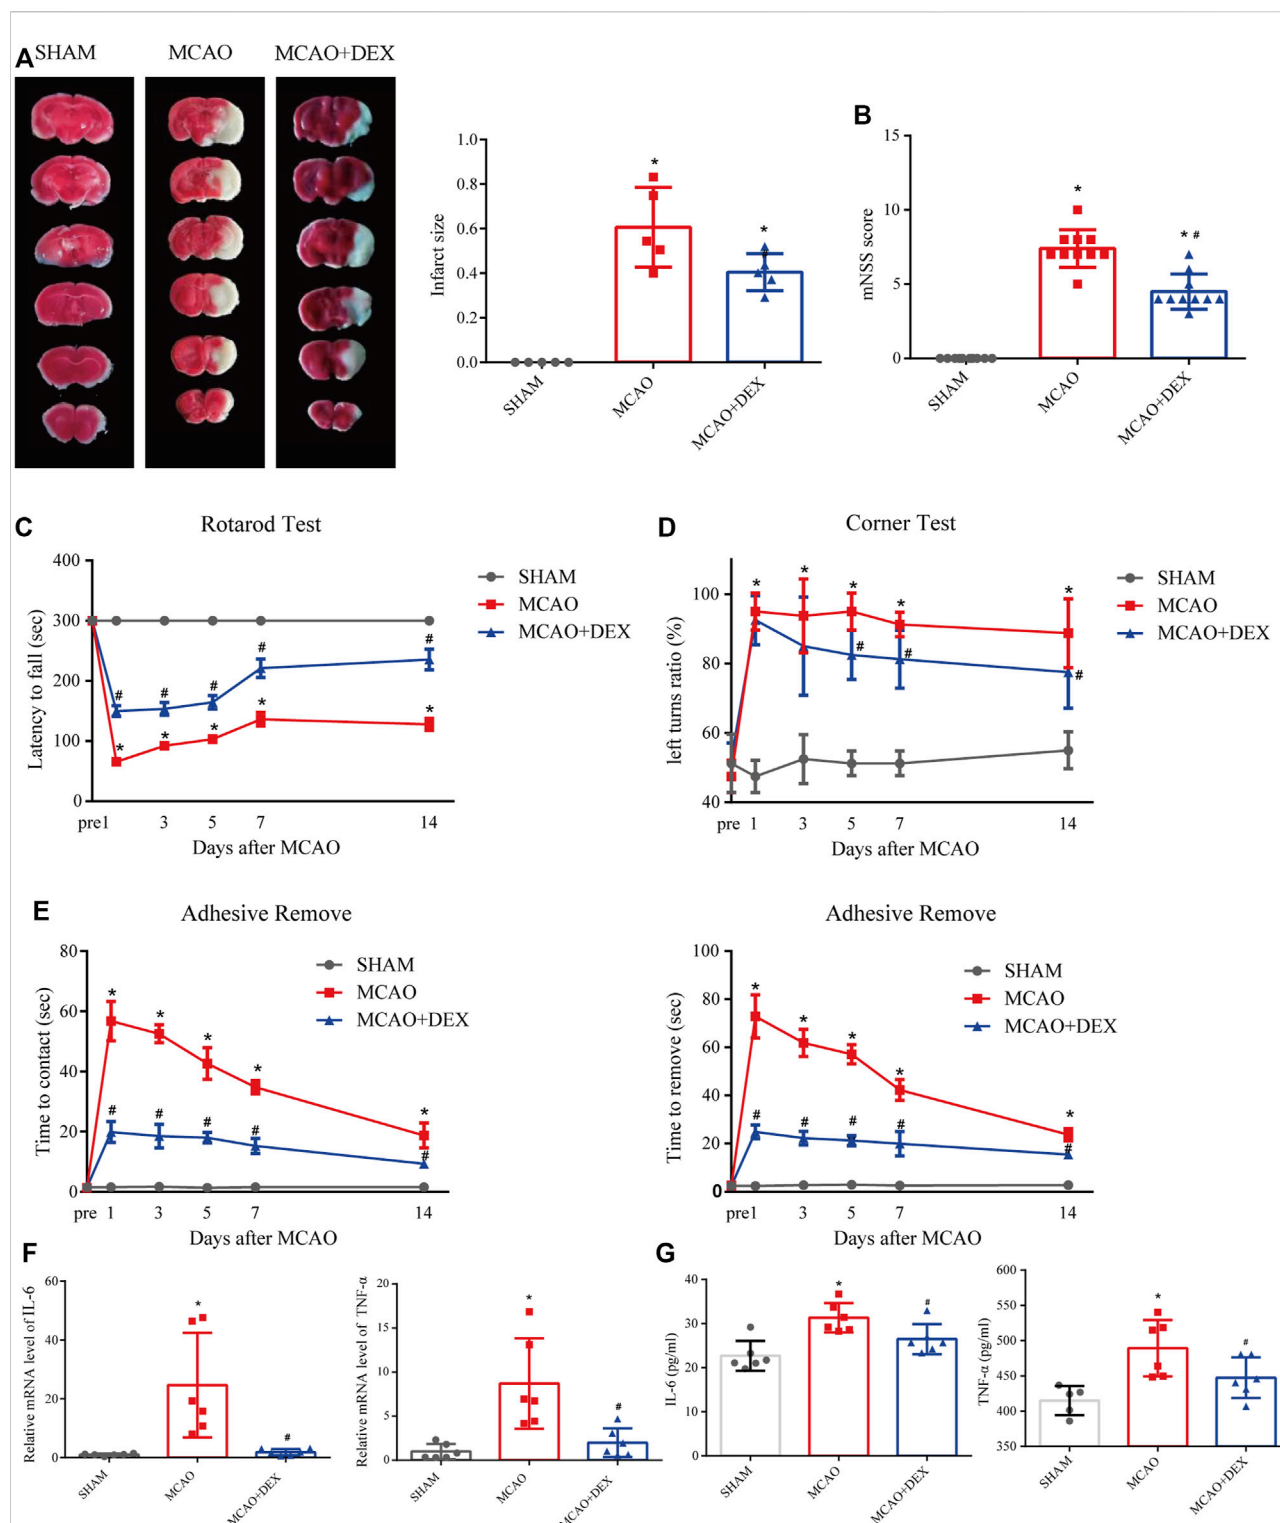 A
SHAM
MCAO
MCAO+DEX
Infarct size
1.0
0.8
0.6
0.4
0.2
0.0
*
*
#
SHAM
MCAO
MCAO+DEX
B
mNSS score
15
10
5
0
*
* #
SHAM
MCAO
MCAO+DEX
C
Rotarod Test
Latency to fall (sec)
400
300
200
100
0
# # # # #
* * * * *
SHAM
MCAO
MCAO+DEX
pre1 3 5 7 14
Days after MCAO
D
Corner Test
left turns ratio (%)
100
80
60
40
* * * * *
# # #
SHAM
MCAO
MCAO+DEX
pre 1 3 5 7 14
Days after MCAO
E
Adhesive Remove
Time to contact (sec)
80
60
40
20
0
* * * * *
# # # # #
SHAM
MCAO
MCAO+DEX
pre 1 3 5 7 14
Days after MCAO
Adhesive Remove
Time to remove (sec)
100
80
60
40
20
0
* * * * *
# # # # #
SHAM
MCAO
MCAO+DEX
pre1 3 5 7 14
Days after MCAO
F
Relative mRNA level of IL-6
60
40
20
0
*
#
SHAM
MCAO
MCAO+DEX
Relative mRNA level of TNF-α
20
15
10
5
0
*
#
SHAM
MCAO
MCAO+DEX
G
IL-6 (pg/ml)
40
30
20
10
0
*
#
SHAM
MCAO
MCAO+DEX
TNF-α (pg/ml)
600
550
500
450
400
350
*
#
SHAM
MCAO
MCAO+DEX